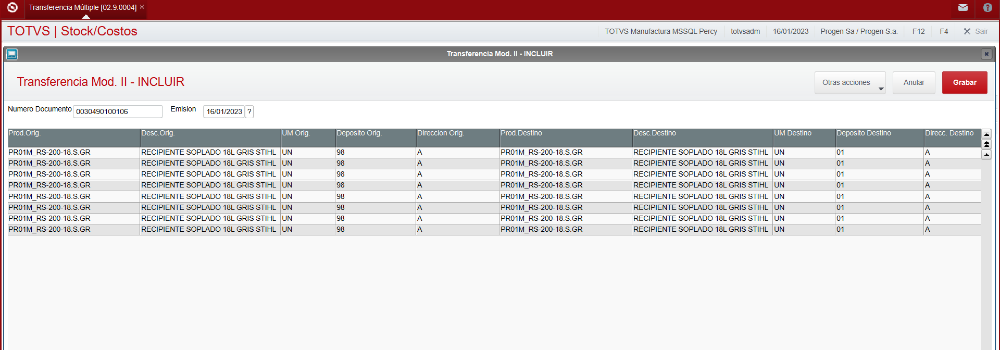 Transferencia Múltiple [02.9.0004] ×
TOTVS | Stock/Costos TOTVS Manufactura MSSQL Percy totvsadm 16/01/2023 Progen Sa / Progen S.a. F12 F4 Sair
Transferencia Mod. II - INCLUIR
Transferencia Mod. II - INCLUIR Otras acciones Anular Grabar
Numero Documento 0030490100106 Emision 16/01/2023 ?
Prod.Orig. Desc.Orig. UM Orig. Deposito Orig. Direccion Orig. Prod.Destino Desc.Destino UM Destino Deposito Destino Direcc. Destino
PR01M_RS-200-18.S.GR RECIPIENTE SOPLADO 18L GRIS STIHL UN 98 A PR01M_RS-200-18.S.GR RECIPIENTE SOPLADO 18L GRIS STIHL UN 01 A
PR01M_RS-200-18.S.GR RECIPIENTE SOPLADO 18L GRIS STIHL UN 98 A PR01M_RS-200-18.S.GR RECIPIENTE SOPLADO 18L GRIS STIHL UN 01 A
PR01M_RS-200-18.S.GR RECIPIENTE SOPLADO 18L GRIS STIHL UN 98 A PR01M_RS-200-18.S.GR RECIPIENTE SOPLADO 18L GRIS STIHL UN 01 A
PR01M_RS-200-18.S.GR RECIPIENTE SOPLADO 18L GRIS STIHL UN 98 A PR01M_RS-200-18.S.GR RECIPIENTE SOPLADO 18L GRIS STIHL UN 01 A
PR01M_RS-200-18.S.GR RECIPIENTE SOPLADO 18L GRIS STIHL UN 98 A PR01M_RS-200-18.S.GR RECIPIENTE SOPLADO 18L GRIS STIHL UN 01 A
PR01M_RS-200-18.S.GR RECIPIENTE SOPLADO 18L GRIS STIHL UN 98 A PR01M_RS-200-18.S.GR RECIPIENTE SOPLADO 18L GRIS STIHL UN 01 A
PR01M_RS-200-18.S.GR RECIPIENTE SOPLADO 18L GRIS STIHL UN 98 A PR01M_RS-200-18.S.GR RECIPIENTE SOPLADO 18L GRIS STIHL UN 01 A
PR01M_RS-200-18.S.GR RECIPIENTE SOPLADO 18L GRIS STIHL UN 98 A PR01M_RS-200-18.S.GR RECIPIENTE SOPLADO 18L GRIS STIHL UN 01 A